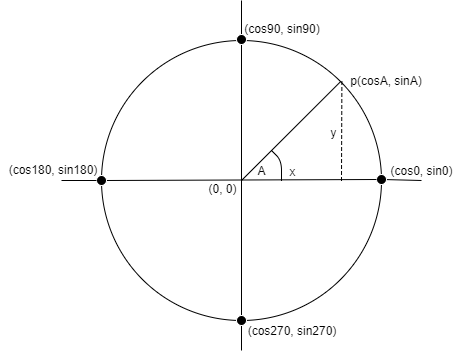 (cos90, sin90)
p(cosA, sinA)
y
(cos180, sin180)
A
x
(cos0, sin0)
(0, 0)
(cos270, sin270)